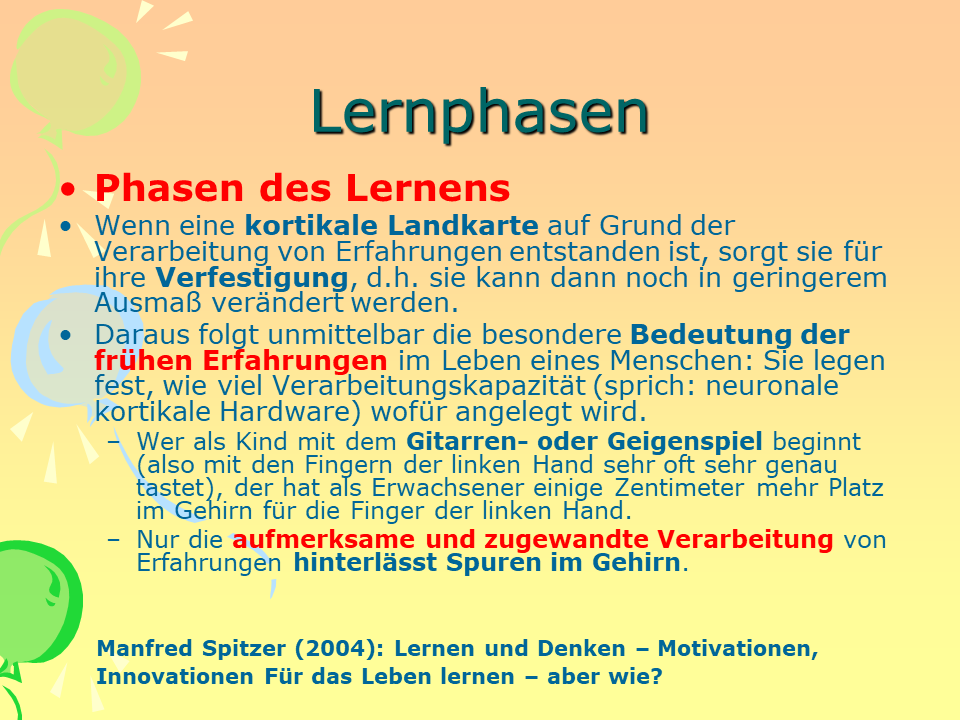 Lernphasen
• Phasen des Lernens
• Wenn eine kortikale Landkarte auf Grund der
Verarbeitung von Erfahrungen entstanden ist, sorgt sie für
ihre Verfestigung, d.h. sie kann dann noch in geringerem
Ausmaß verändert werden.
• Daraus folgt unmittelbar die besondere Bedeutung der
frühen Erfahrungen im Leben eines Menschen: Sie legen
fest, wie viel Verarbeitungskapazität (sprich: neuronale
kortikale Hardware) wofür angelegt wird.
– Wer als Kind mit dem Gitarren- oder Geigenspiel beginnt
(also mit den Fingern der linken Hand sehr oft sehr genau
tastet), der hat als Erwachsener einige Zentimeter mehr Platz
im Gehirn für die Finger der linken Hand.
– Nur die aufmerksame und zugewandte Verarbeitung von
Erfahrungen hinterlässt Spuren im Gehirn.
Manfred Spitzer (2004): Lernen und Denken – Motivationen,
Innovationen Für das Leben lernen – aber wie?